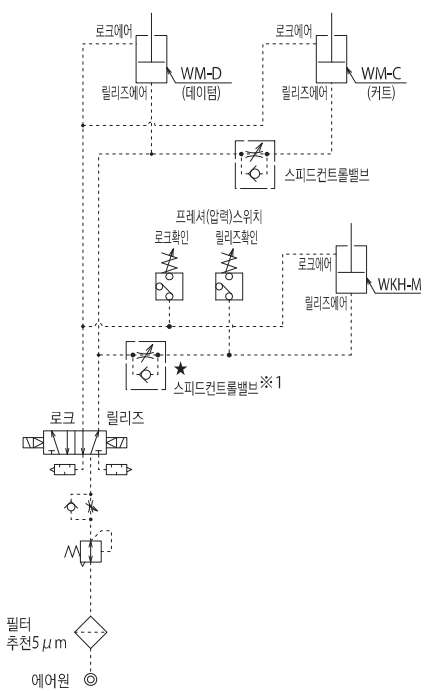 로크에어
로크에어
WM-D
(데이텀)
WM-C
(커트)
릴리즈에어
릴리즈에어
스피드컨트롤밸브
프레셔(압력)스위치
로크확인
릴리즈확인
로크에어
WKH-M
릴리즈에어
★
스피드컨트롤밸브※1
로크
릴리즈
필터
추천5μm
에어원